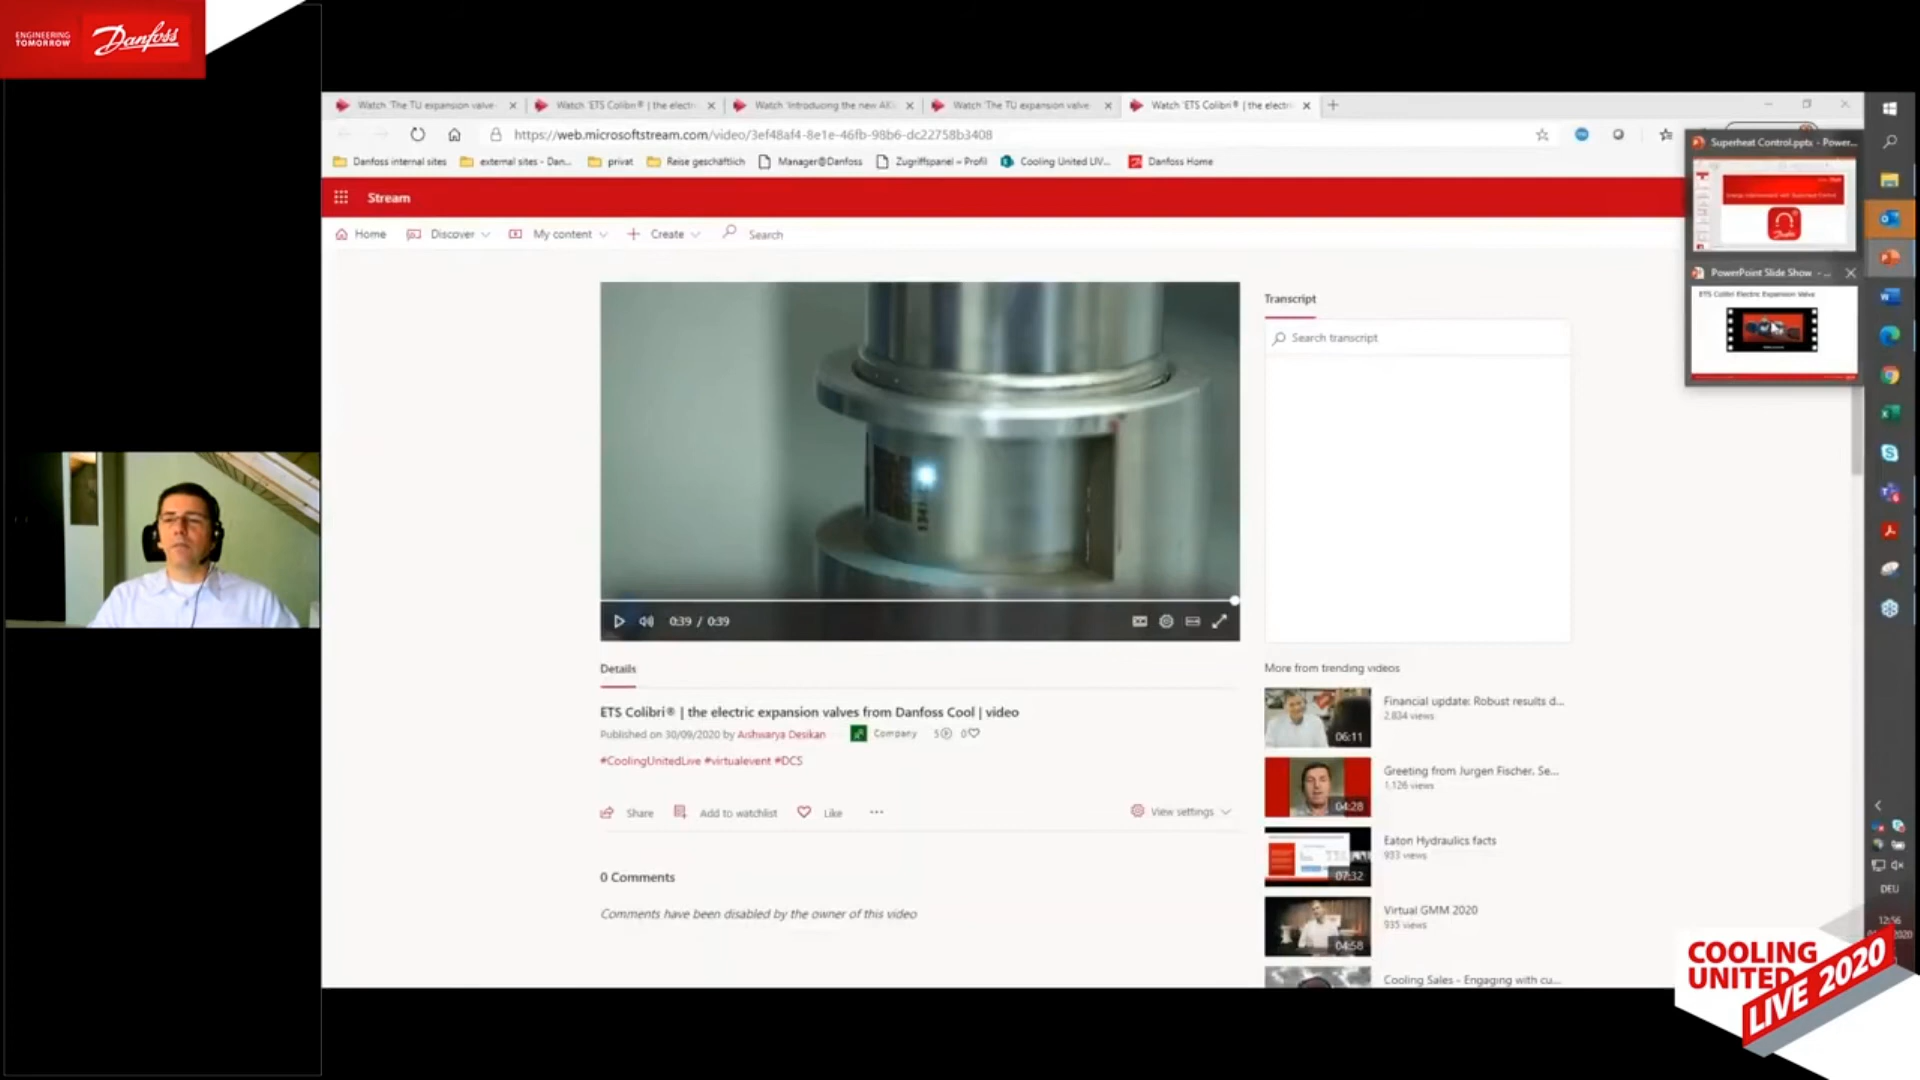 ENGINEERING
TOMORROW
Danfoss
Watch 'The TU expansion valve
Watch 'ETS Colibri® | the electri
Watch 'Introducing the new AK
Watch 'The TU expansion valve
Watch 'ETS Colibri® | the electri
https://web.microsoftstream.com/video/3ef48af4-8e1e-46fb-98b6-dc22758b3408
Danfoss internal sites
external sites - Dan...
privat
Reise geschäftlich
Manager@Danfoss
Zugriffspanel – Profil
Cooling United LIV...
Danfoss Home
Superheat Control.pptx - Power...
PowerPoint Slide Show - ...
ETS Colibri Electric Expansion Valve
Stream
Home
Discover
My content
Create
Search
Transcript
Search transcript
0:39 / 0:39
Details
ETS Colibri® | the electric expansion valves from Danfoss Cool | video
Published on 30/09/2020 by Aishwarya Desikan
Company
5
0
#CoolingUnitedLive #virtualevent #DCS
Share
Add to watchlist
Like
View settings
0 Comments
Comments have been disabled by the owner of this video
More from trending videos
Financial update: Robust results d...
2,834 views
06:11
Greeting from Jurgen Fischer, Se...
1,126 views
04:28
Eaton Hydraulics facts
933 views
07:32
Virtual GMM 2020
935 views
04:58
Cooling Sales - Engaging with cu...
DEU
12:56
COOLING
UNITED
LIVE 2020